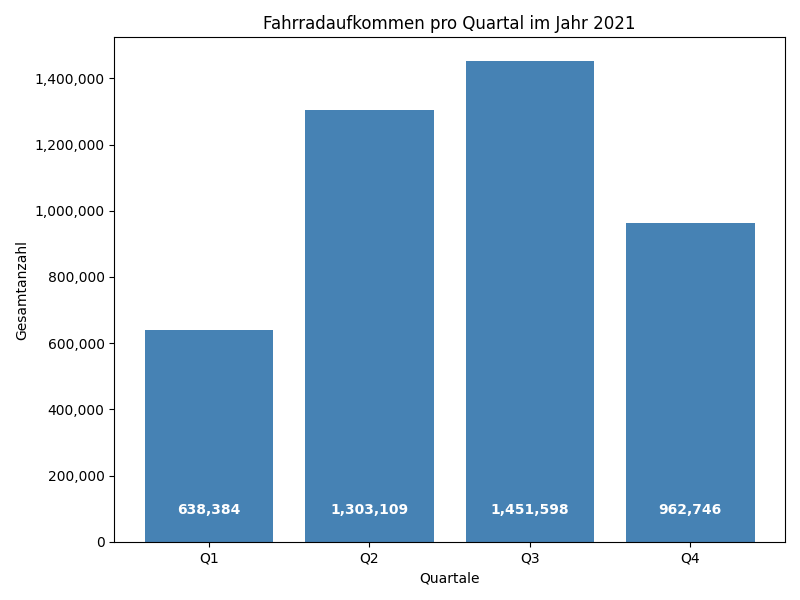 Fahrradaufkommen pro Quartal im Jahr 2021
Gesamtanzahl
1,400,000
1,200,000
1,000,000
800,000
600,000
400,000
200,000
0
638,384
1,303,109
1,451,598
962,746
Q1
Q2
Q3
Q4
Quartale